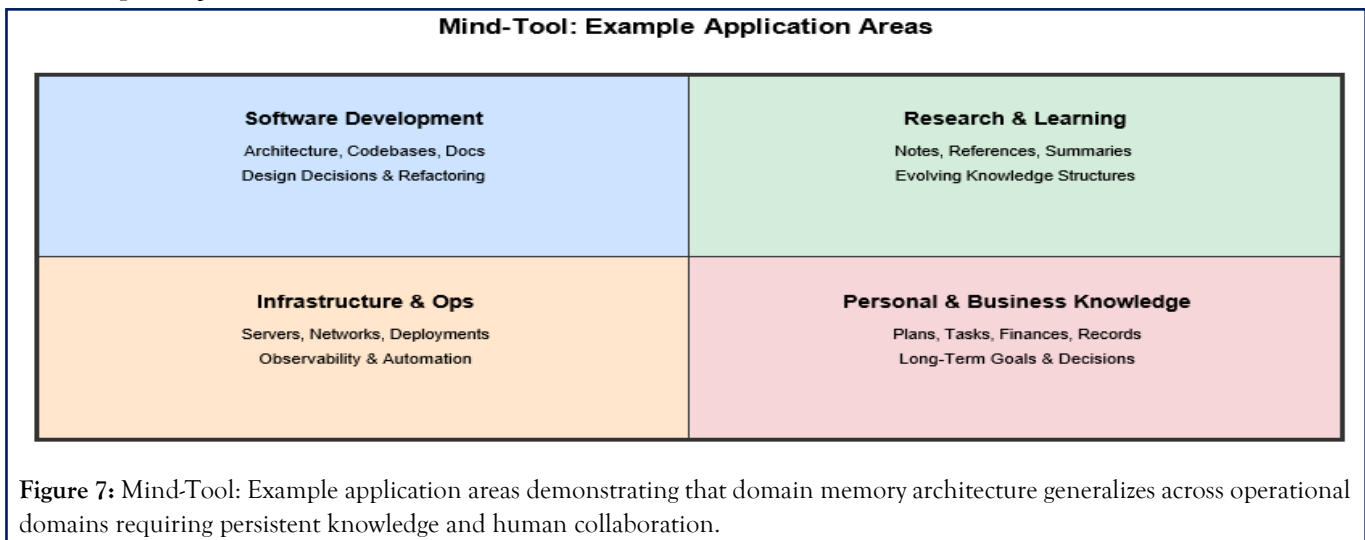 Mind-Tool: Example Application Areas
Software Development
Architecture, Codebases, Docs
Design Decisions & Refactoring
Research & Learning
Notes, References, Summaries
Evolving Knowledge Structures
Infrastructure & Ops
Servers, Networks, Deployments
Observability & Automation
Personal & Business Knowledge
Plans, Tasks, Finances, Records
Long-Term Goals & Decisions
Figure 7: Mind-Tool: Example application areas demonstrating that domain memory architecture generalizes across operational
domains requiring persistent knowledge and human collaboration.